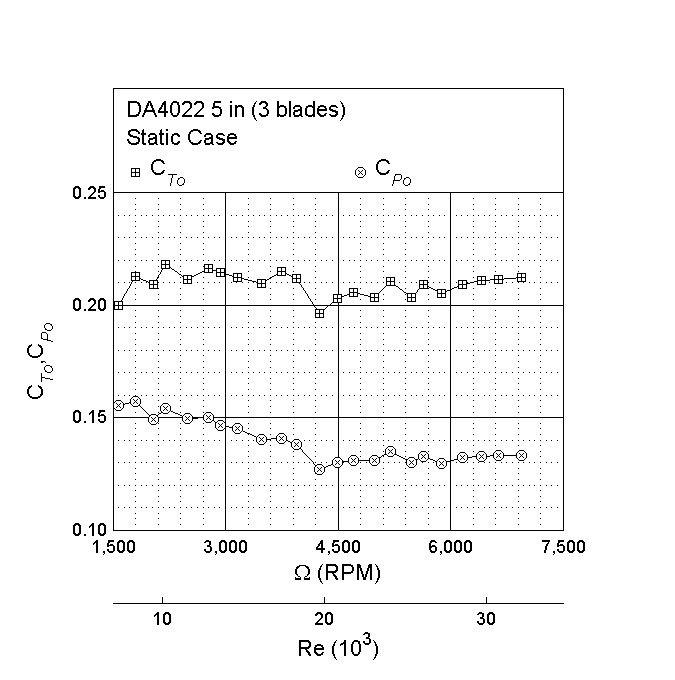 DA4022 5 in (3 blades)
Static Case
C_To C_Po
0.25
0.20
0.15
0.10
C_To,C_Po
1,500 3,000 4,500 6,000 7,500
Ω (RPM)
10 20 30
Re (10³)